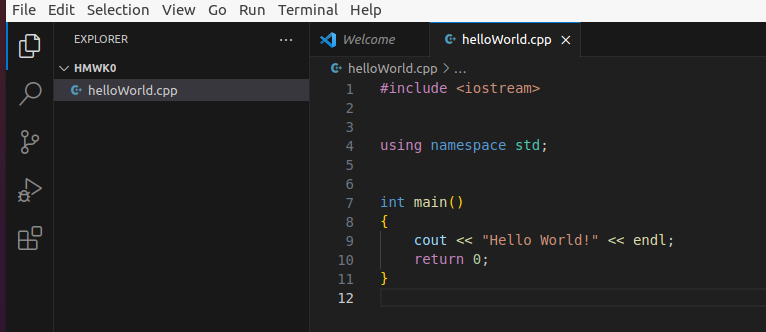 File Edit Selection View Go Run Terminal Help
EXPLORER ...
HMWK0
helloWorld.cpp
Welcome helloWorld.cpp ×
helloWorld.cpp > ...
1 #include <iostream>
2
3
4 using namespace std;
5
6
7 int main()
8 {
9 cout << "Hello World!" << endl;
10 return 0;
11 }
12